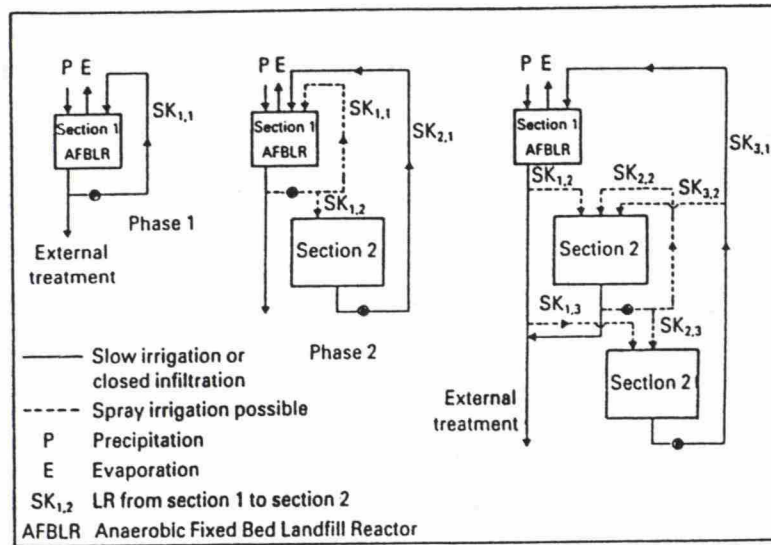 P E
SK1,1
Section 1
AFBLR
External
treatment
Phase 1
P E
SK1,1
SK2,1
Section 1
AFBLR
SK1,2
Section 2
Phase 2
P E
Section 1
AFBLR
SK3,1
SK1,2
SK2,2
SK3,2
Section 2
SK1,3
SK2,3
Section 2
External
treatment
Slow irrigation or
closed infiltration
Spray irrigation possible
P Precipitation
E Evaporation
SK1,2 LR from section 1 to section 2
AFBLR Anaerobic Fixed Bed Landfill Reactor